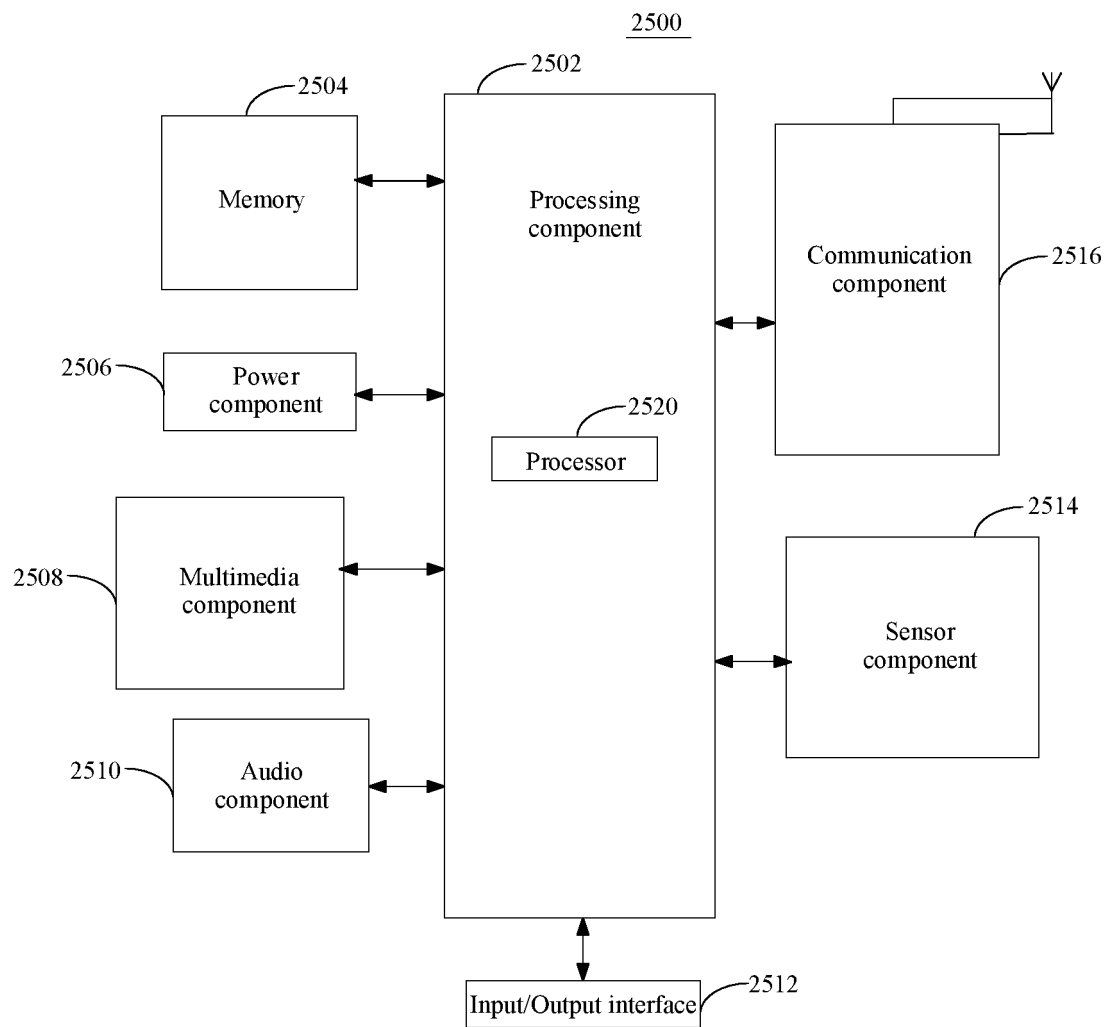 2500
2502
2504
Memory
Processing
component
Communication
component
2516
2506
Power
component
2520
Processor
2514
2508
Multimedia
component
Sensor
component
2510
Audio
component
Input/Output interface
2512